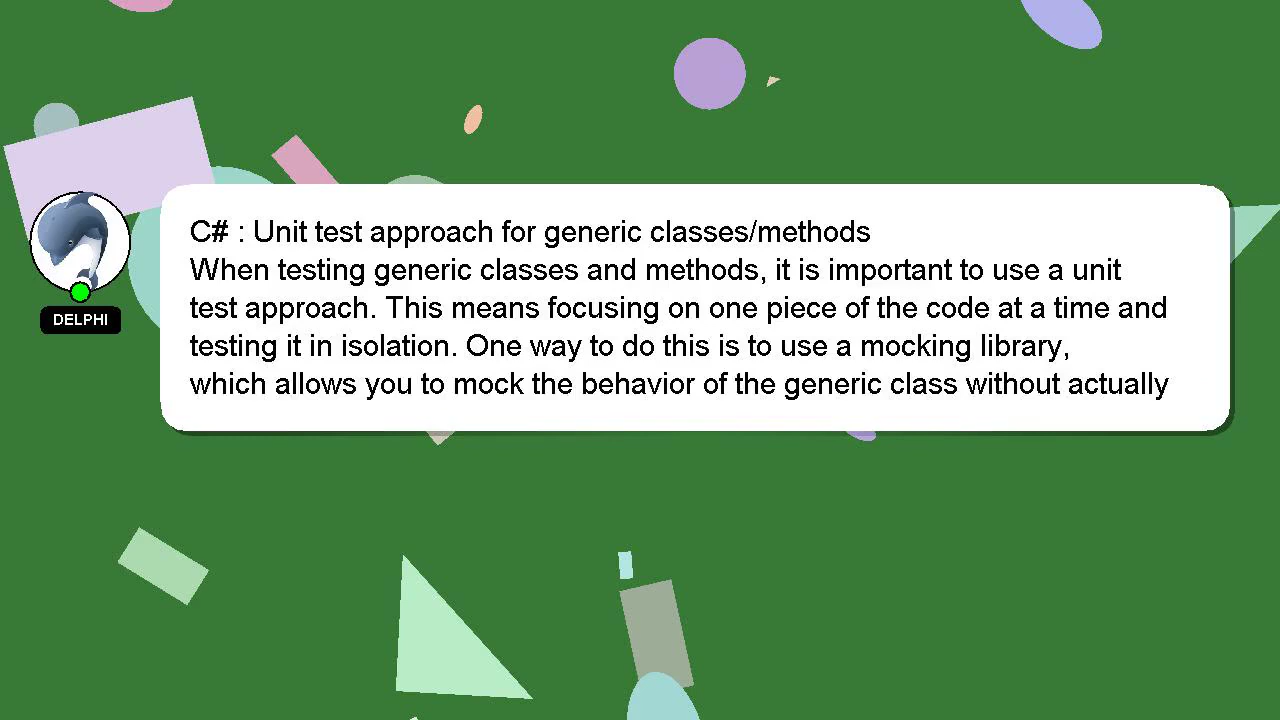 C# : Unit test approach for generic classes/methods
When testing generic classes and methods, it is important to use a unit
test approach. This means focusing on one piece of the code at a time and
testing it in isolation. One way to do this is to use a mocking library,
which allows you to mock the behavior of the generic class without actually
DELPHI